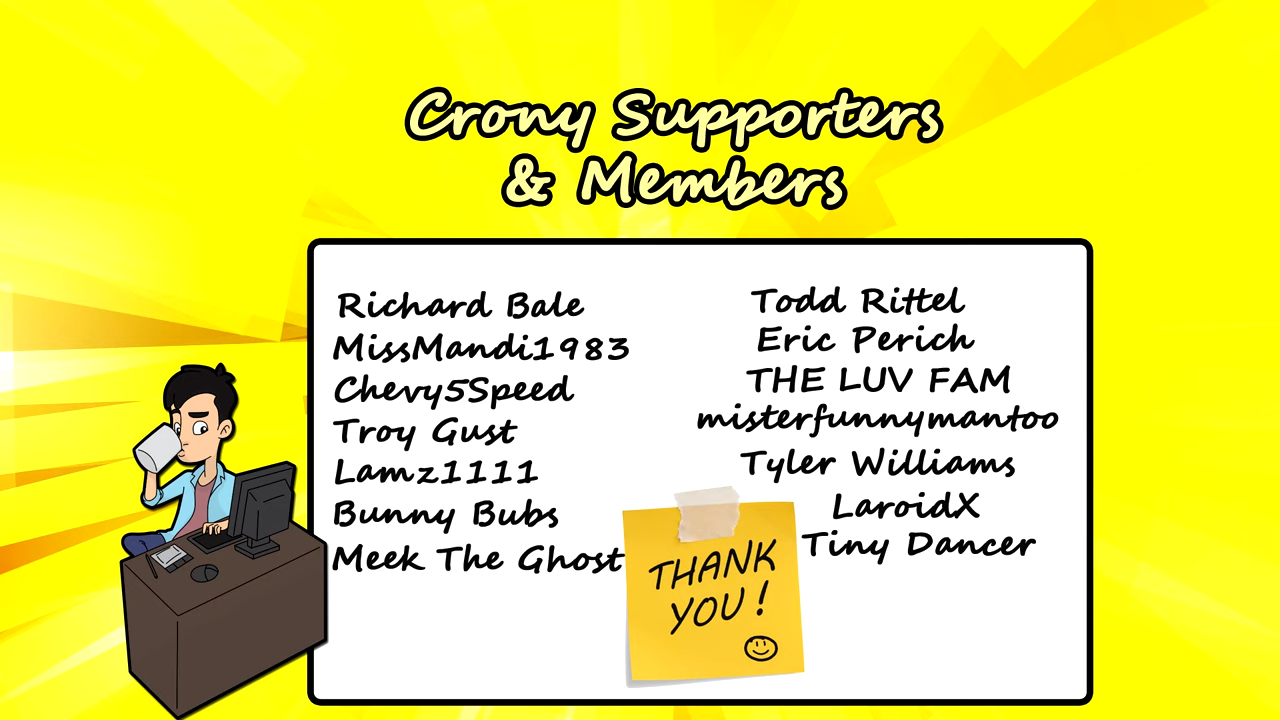 Crony Supporters
& Members
Richard Bale
MissMandi1983
Chevy5Speed
Troy Gust
Lamz1111
Bunny Bubs
Meek The Ghost
Todd Rittel
Eric Perich
THE LUV FAM
misterfunnymantoo
Tyler Williams
LaroidX
Tiny Dancer
THANK
YOU!